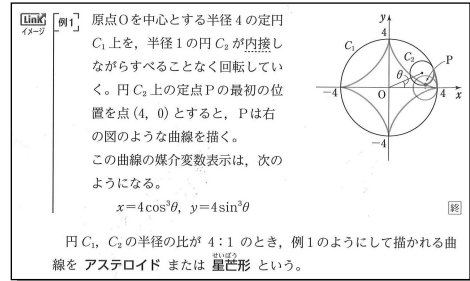 Link
イメージ
[例1] 原点Oを中心とする半径4の定円
C₁上を，半径1の円C₂が内接し
ながらすべることなく回転してい
く。円C₂上の定点Pの最初の位
置を点(4, 0)とすると，Pは右
の図のような曲線を描く。
この曲線の媒介変数表示は，次の
ようになる。
x=4cos³θ, y=4sin³θ
終
y
4
C₁
C₂
P
θ
-4
O
4
x
-4
円C₁，C₂の半径の比が 4：1 のとき，例1のようにして描かれる曲
せいぼう
線を アステロイド または 星芒形 という。